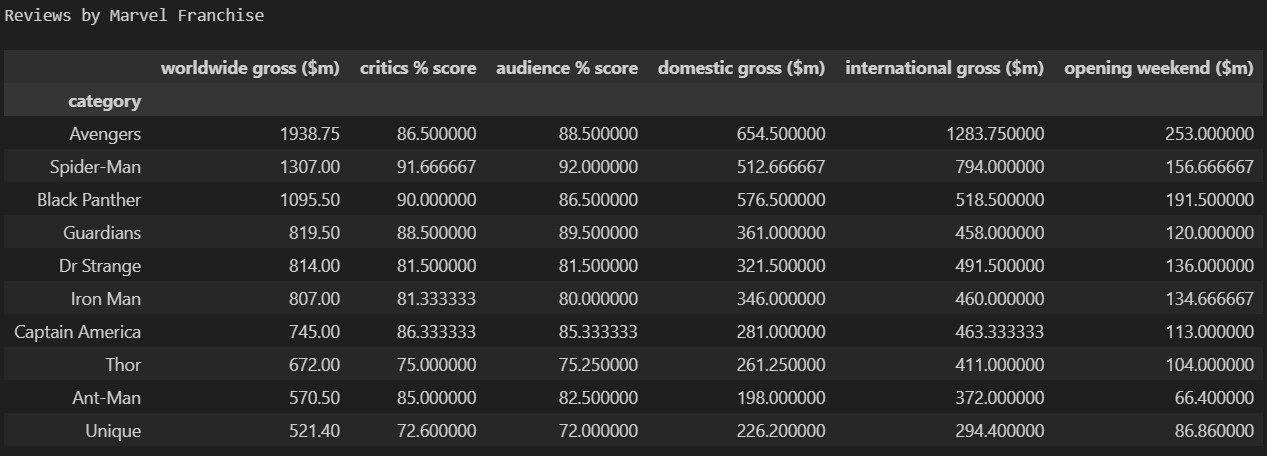 Reviews by Marvel Franchise
worldwide gross ($m) critics % score audience % score domestic gross ($m) international gross ($m) opening weekend ($m)
category
Avengers 1938.75 86.500000 88.500000 654.500000 1283.750000 253.000000
Spider-Man 1307.00 91.666667 92.000000 512.666667 794.000000 156.666667
Black Panther 1095.50 90.000000 86.500000 576.500000 518.500000 191.500000
Guardians 819.50 88.500000 89.500000 361.000000 458.000000 120.000000
Dr Strange 814.00 81.500000 81.500000 321.500000 491.500000 136.000000
Iron Man 807.00 81.333333 80.000000 346.000000 460.000000 134.666667
Captain America 745.00 86.333333 85.333333 281.000000 463.333333 113.000000
Thor 672.00 75.000000 75.250000 261.250000 411.000000 104.000000
Ant-Man 570.50 85.000000 82.500000 198.000000 372.000000 66.400000
Unique 521.40 72.600000 72.000000 226.200000 294.400000 86.860000